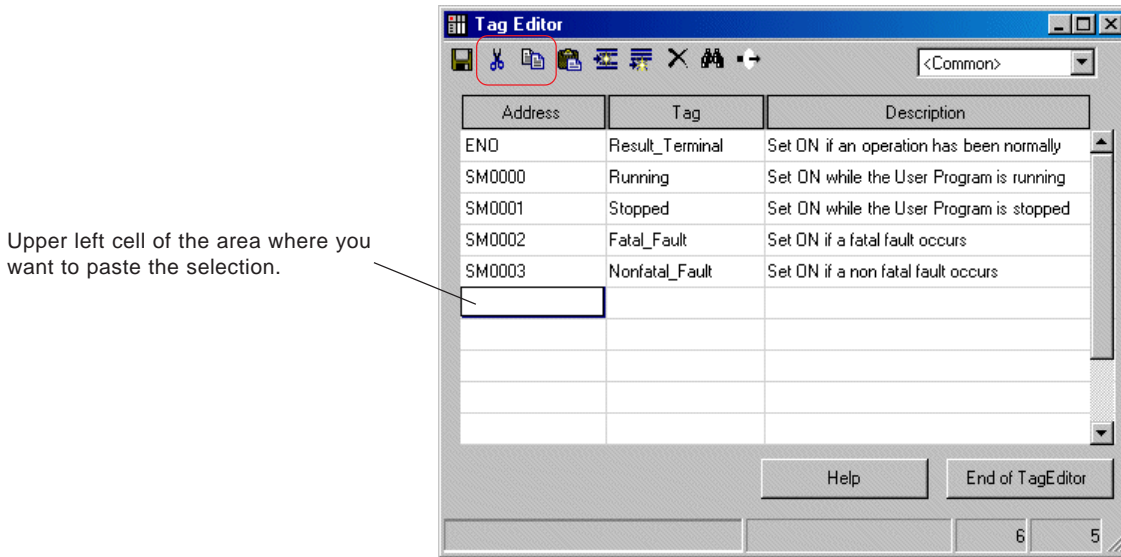 Tag Editor
<Common>
Address Tag Description
ENO Result_Terminal Set ON if an operation has been normally
SM0000 Running Set ON while the User Program is running
SM0001 Stopped Set ON while the User Program is stopped
SM0002 Fatal_Fault Set ON if a fatal fault occurs
SM0003 Nonfatal_Fault Set ON if a non fatal fault occurs
Upper left cell of the area where you
want to paste the selection.
Help End of TagEditor
6 5